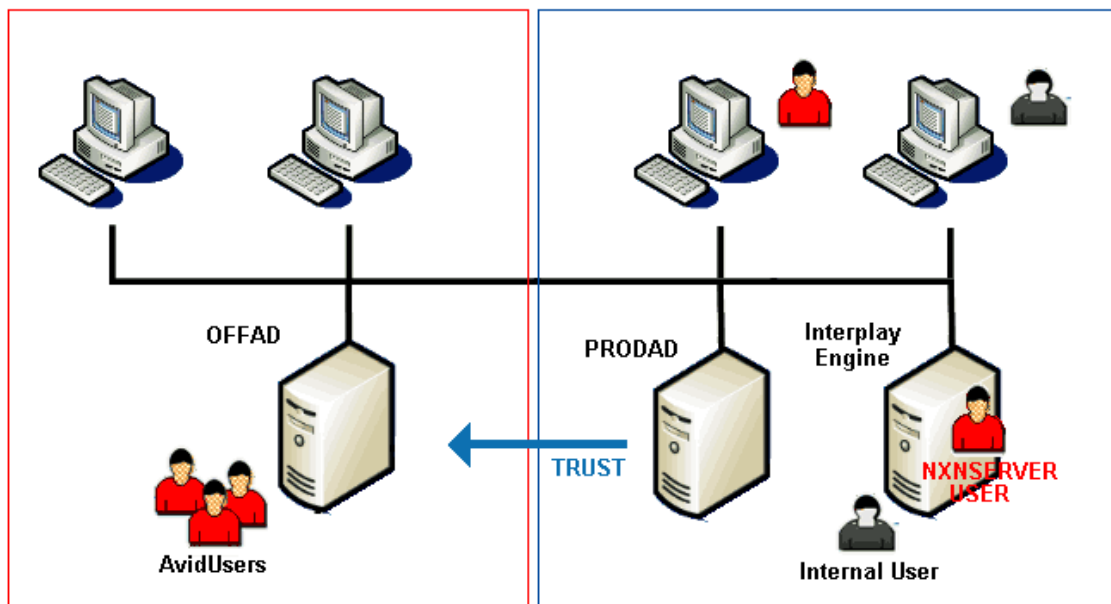 OFFAD
PRODAD
Interplay
Engine
TRUST
NXNSERVER
USER
AvidUsers
Internal User